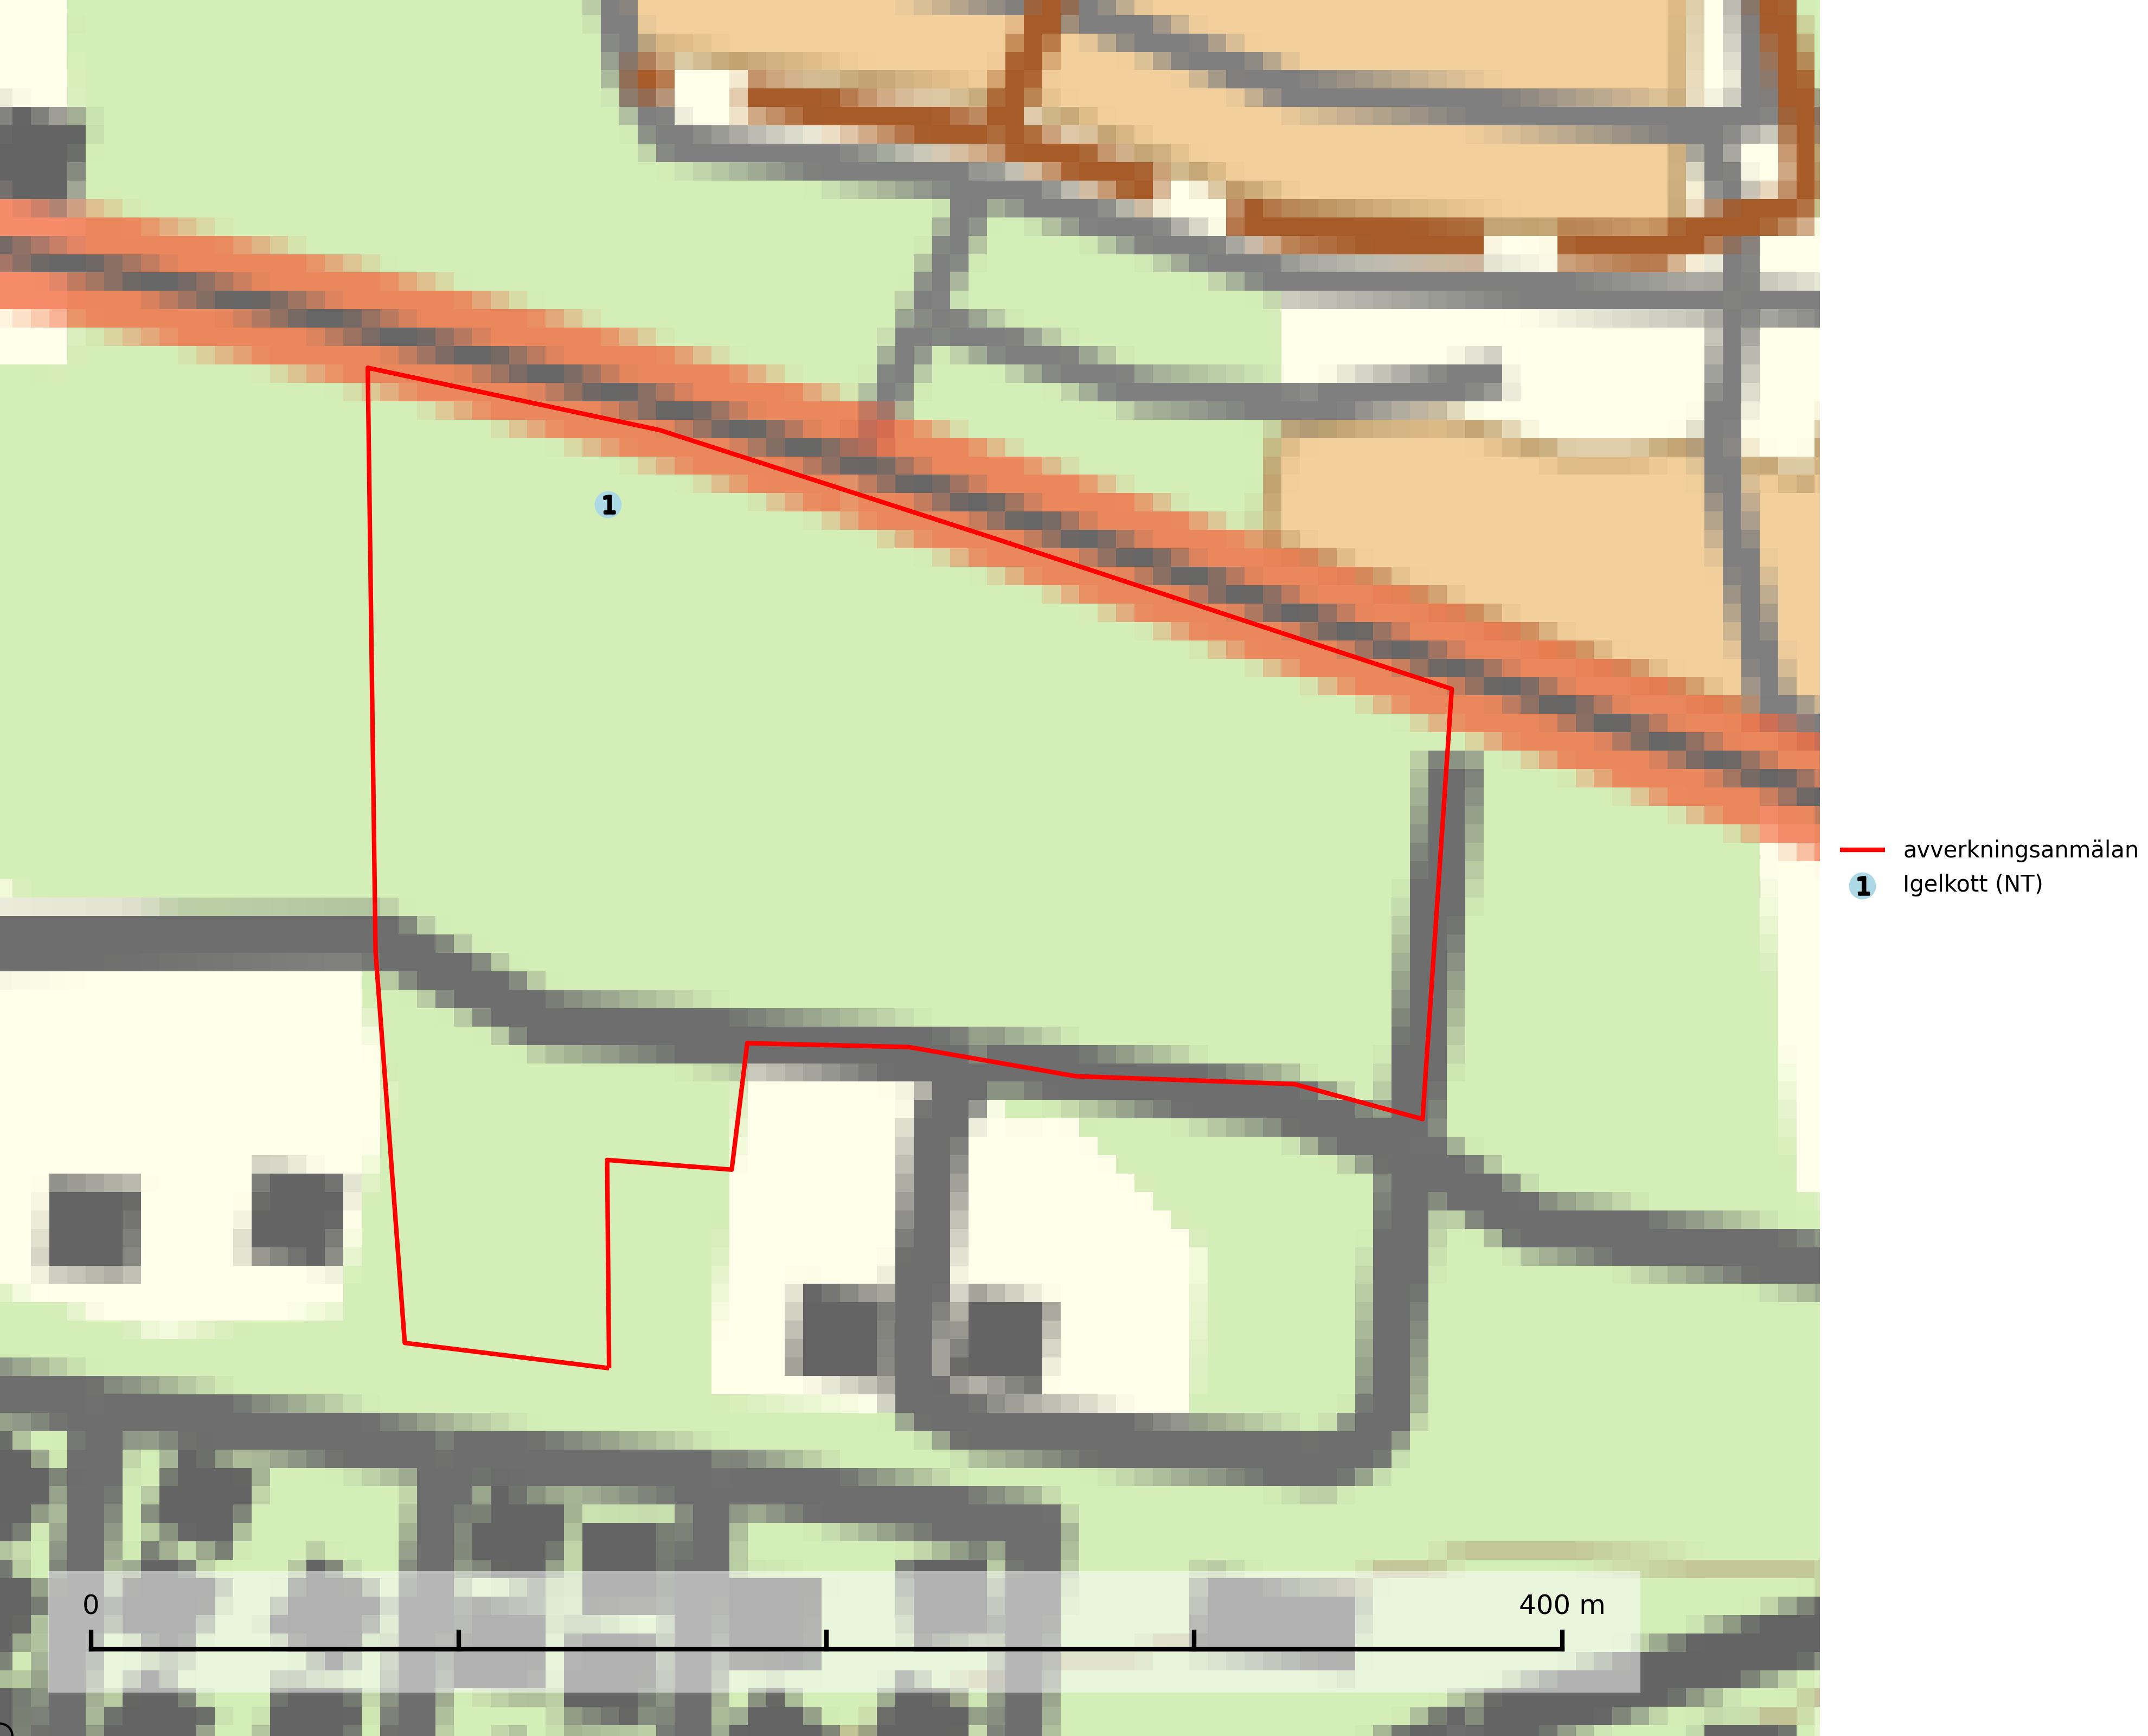 1
avverkningsanmälan
1 Igelkott (NT)
0 400 m